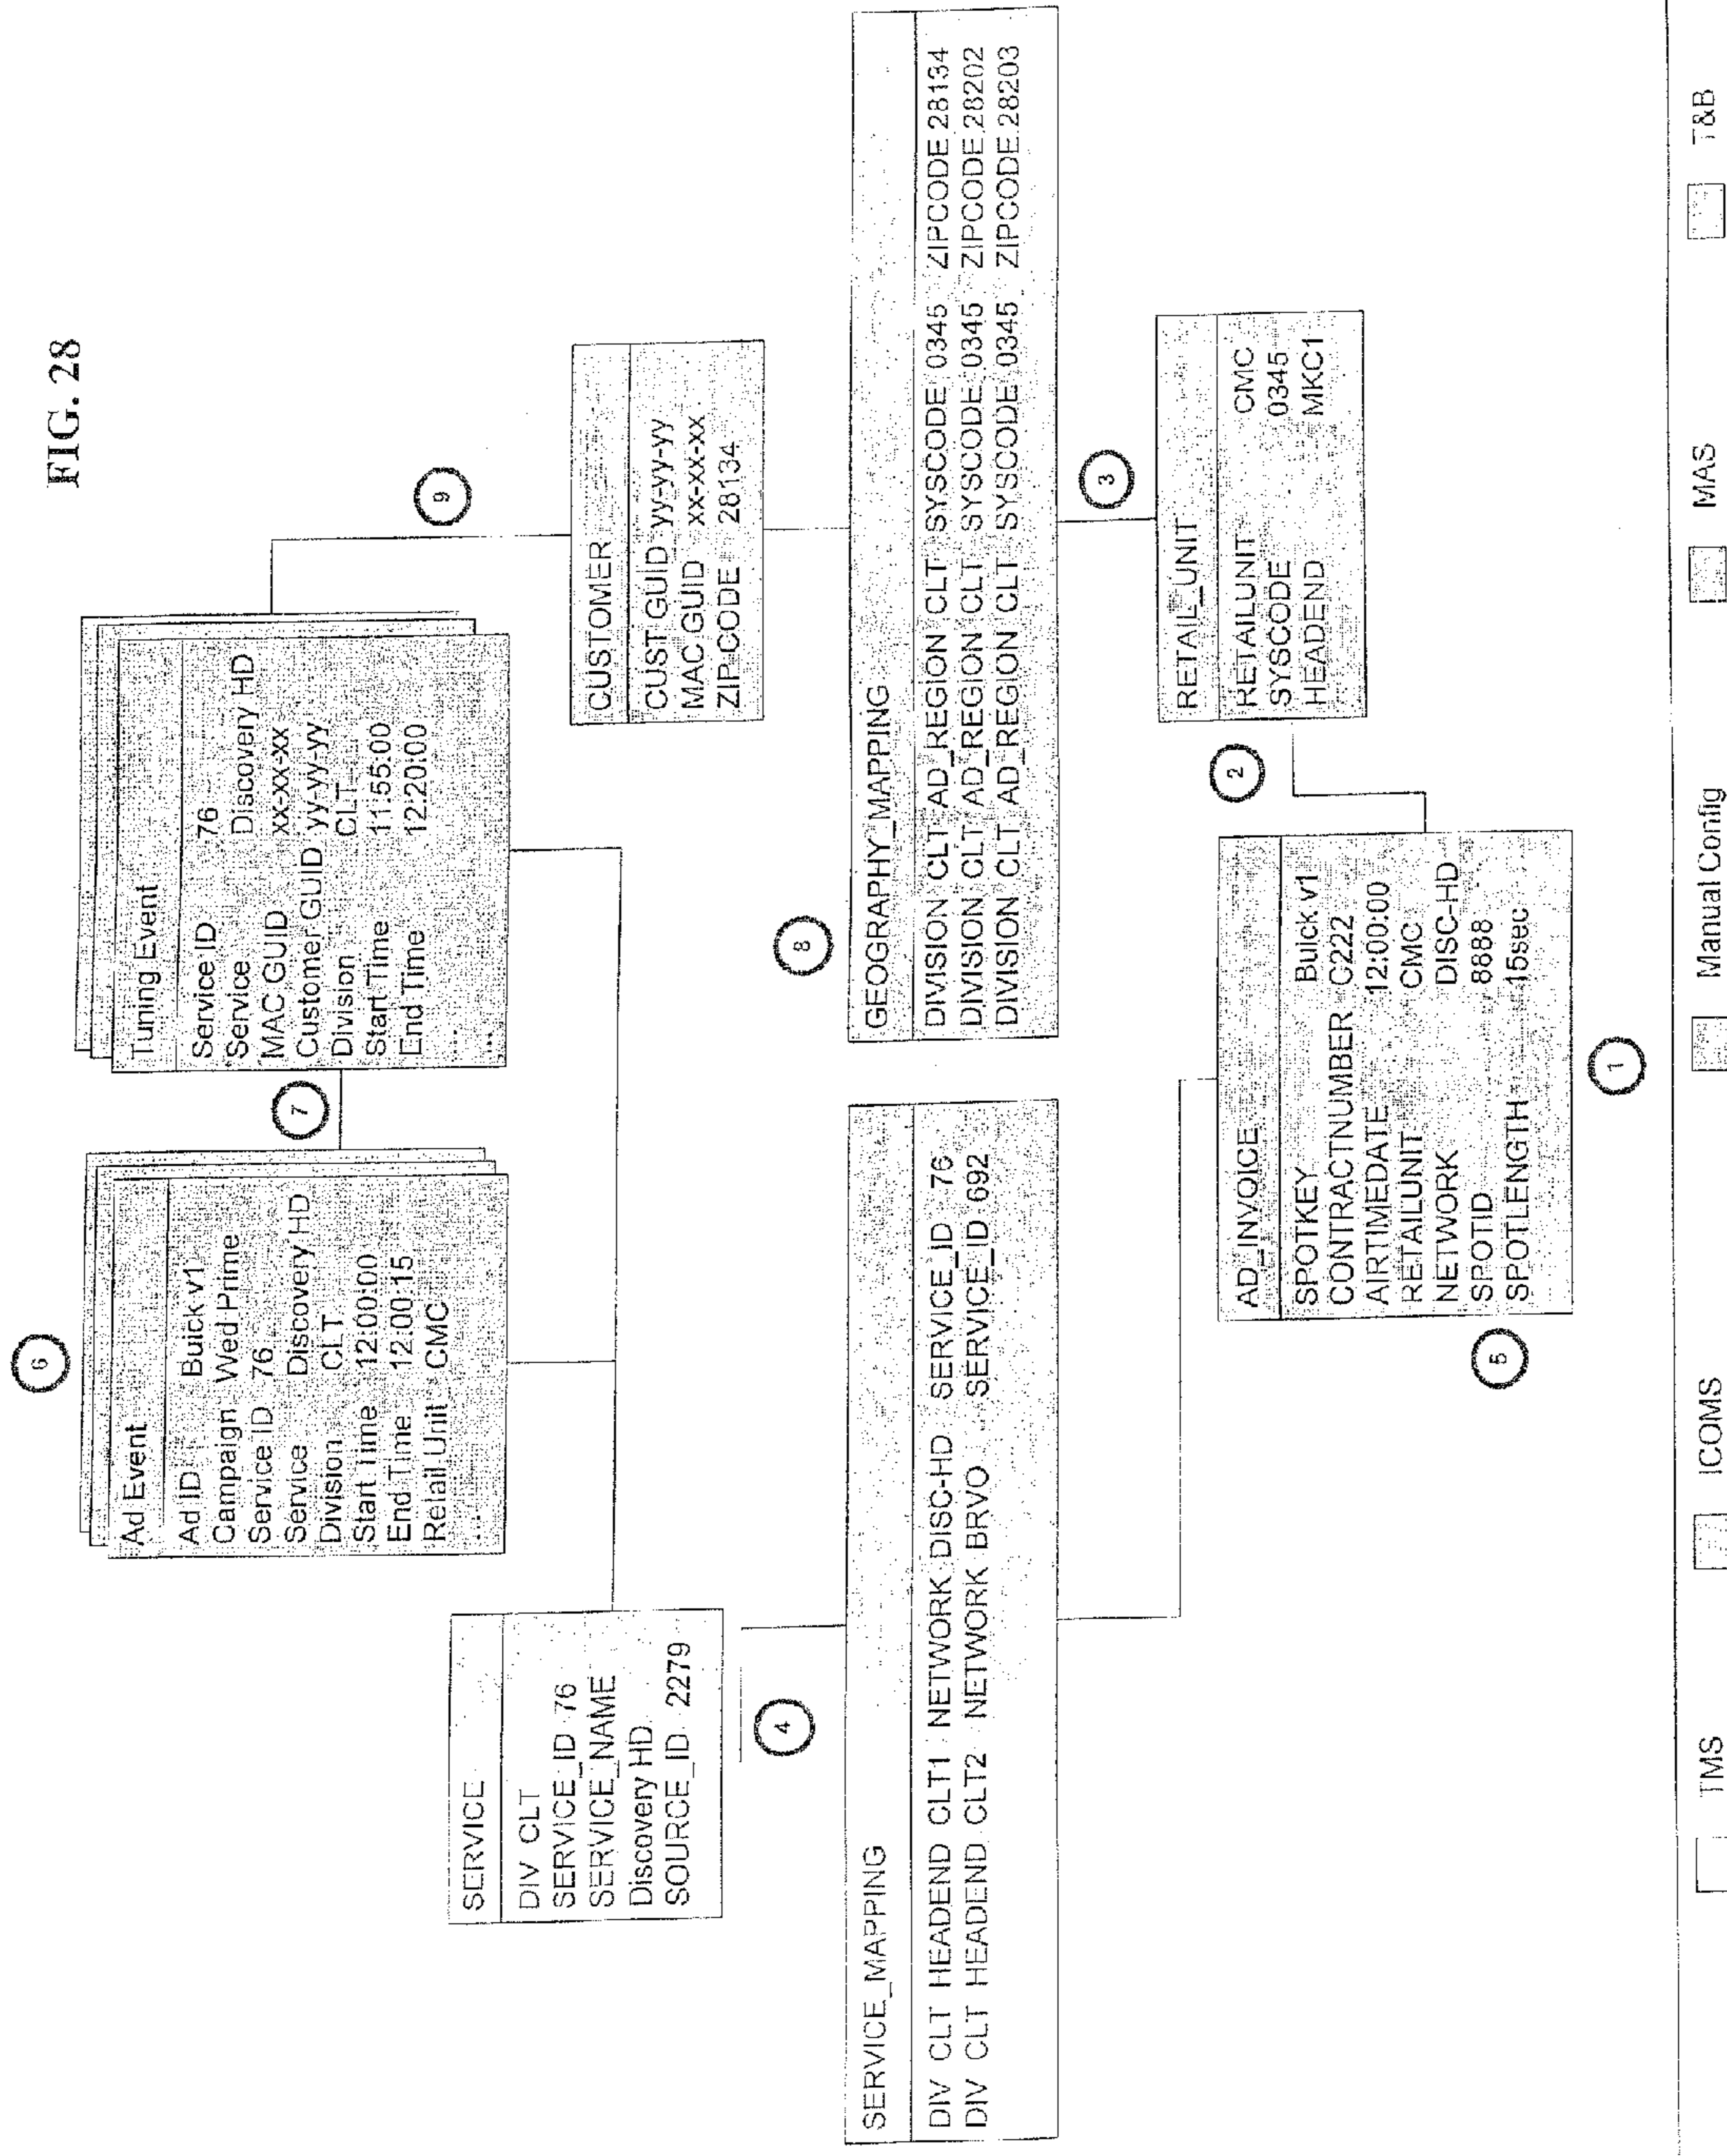 FIG. 28
6
Ad Event
Ad ID Buick v1
Campaign Wed Prime
Service ID 76
Service Discovery HD
Division CLT
Start Time 12:00:00
End Time 12:00:15
Retail Unit CMC
...
7
Tuning Event
Service ID 76
Service Discovery HD
MAC GUID xx-xx-xx
Customer GUID yy-yy-yy
Division CLT
Start Time 11:55:00
End Time 12:20:00
... ...
9
SERVICE
DIV CLT
SERVICE_ID 76
SERVICE_NAME
Discovery HD
SOURCE_ID 2279
4
CUSTOMER
CUST GUID yy-yy-yy
MAC GUID xx-xx-xx
ZIP CODE 28134
8
SERVICE_MAPPING
DIV CLT HEADEND CLT1 NETWORK DISC-HD SERVICE_ID 76
DIV CLT HEADEND CLT2 NETWORK BRVO SERVICE_ID 692
GEOGRAPHY_MAPPING
DIVISION CLT AD_REGION CLT SYSCODE 0345 ZIPCODE 28134
DIVISION CLT AD_REGION CLT SYSCODE 0345 ZIPCODE 28202
DIVISION CLT AD_REGION CLT SYSCODE 0345 ZIPCODE 28203
3
2
RETAIL_UNIT
RETAILUNIT CMC
SYSCODE 0345
HEADEND MKC1
AD_INVOICE
SPOTKEY Buick v1
CONTRACTNUMBER C222
AIRTIMEDATE 12:00:00
RETAILUNIT CMC
NETWORK DISC-HD
SPOTID 8888
SPOTLENGTH 15sec
5
1
TMS
ICOMS
Manual Config
MAS
T&B